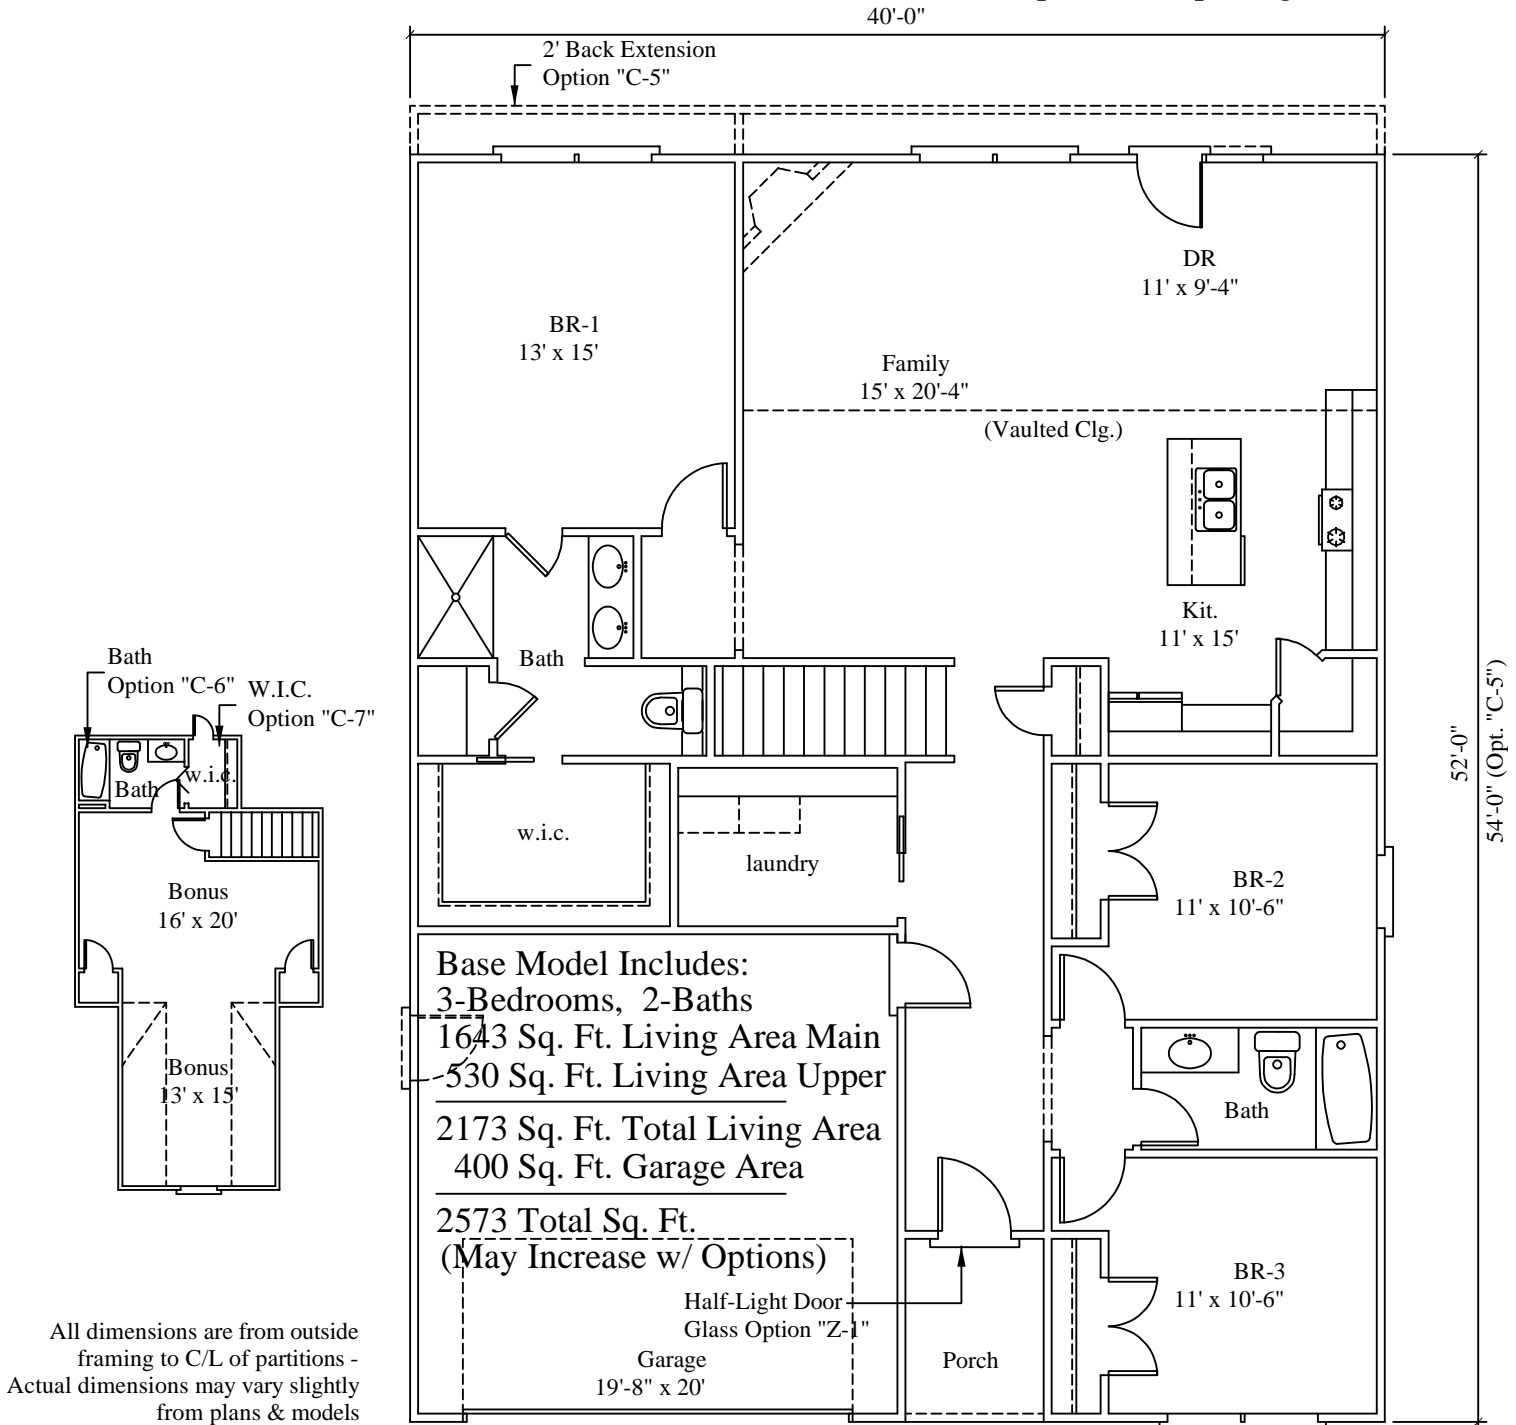 40'-0"
2' Back Extension
Option "C-5"
DR
11' x 9'-4"
BR-1
13' x 15'
Family
15' x 20'-4"
(Vaulted Clg.)
Kit.
11' x 15'
Bath
Bath
Option "C-6"
W.I.C.
Option "C-7"
52'-0"
54'-0" (Opt. "C-5")
Bath
w.i.c.
w.i.c.
laundry
Bonus
16' x 20'
BR-2
11' x 10'-6"
Base Model Includes:
3-Bedrooms, 2-Baths
1643 Sq. Ft. Living Area Main
530 Sq. Ft. Living Area Upper
2173 Sq. Ft. Total Living Area
400 Sq. Ft. Garage Area
2573 Total Sq. Ft.
(May Increase w/ Options)
Bonus
13' x 15'
Bath
BR-3
11' x 10'-6"
Half-Light Door
Glass Option "Z-1"
Garage
19'-8" x 20'
Porch
All dimensions are from outside
framing to C/L of partitions -
Actual dimensions may vary slightly
from plans & models